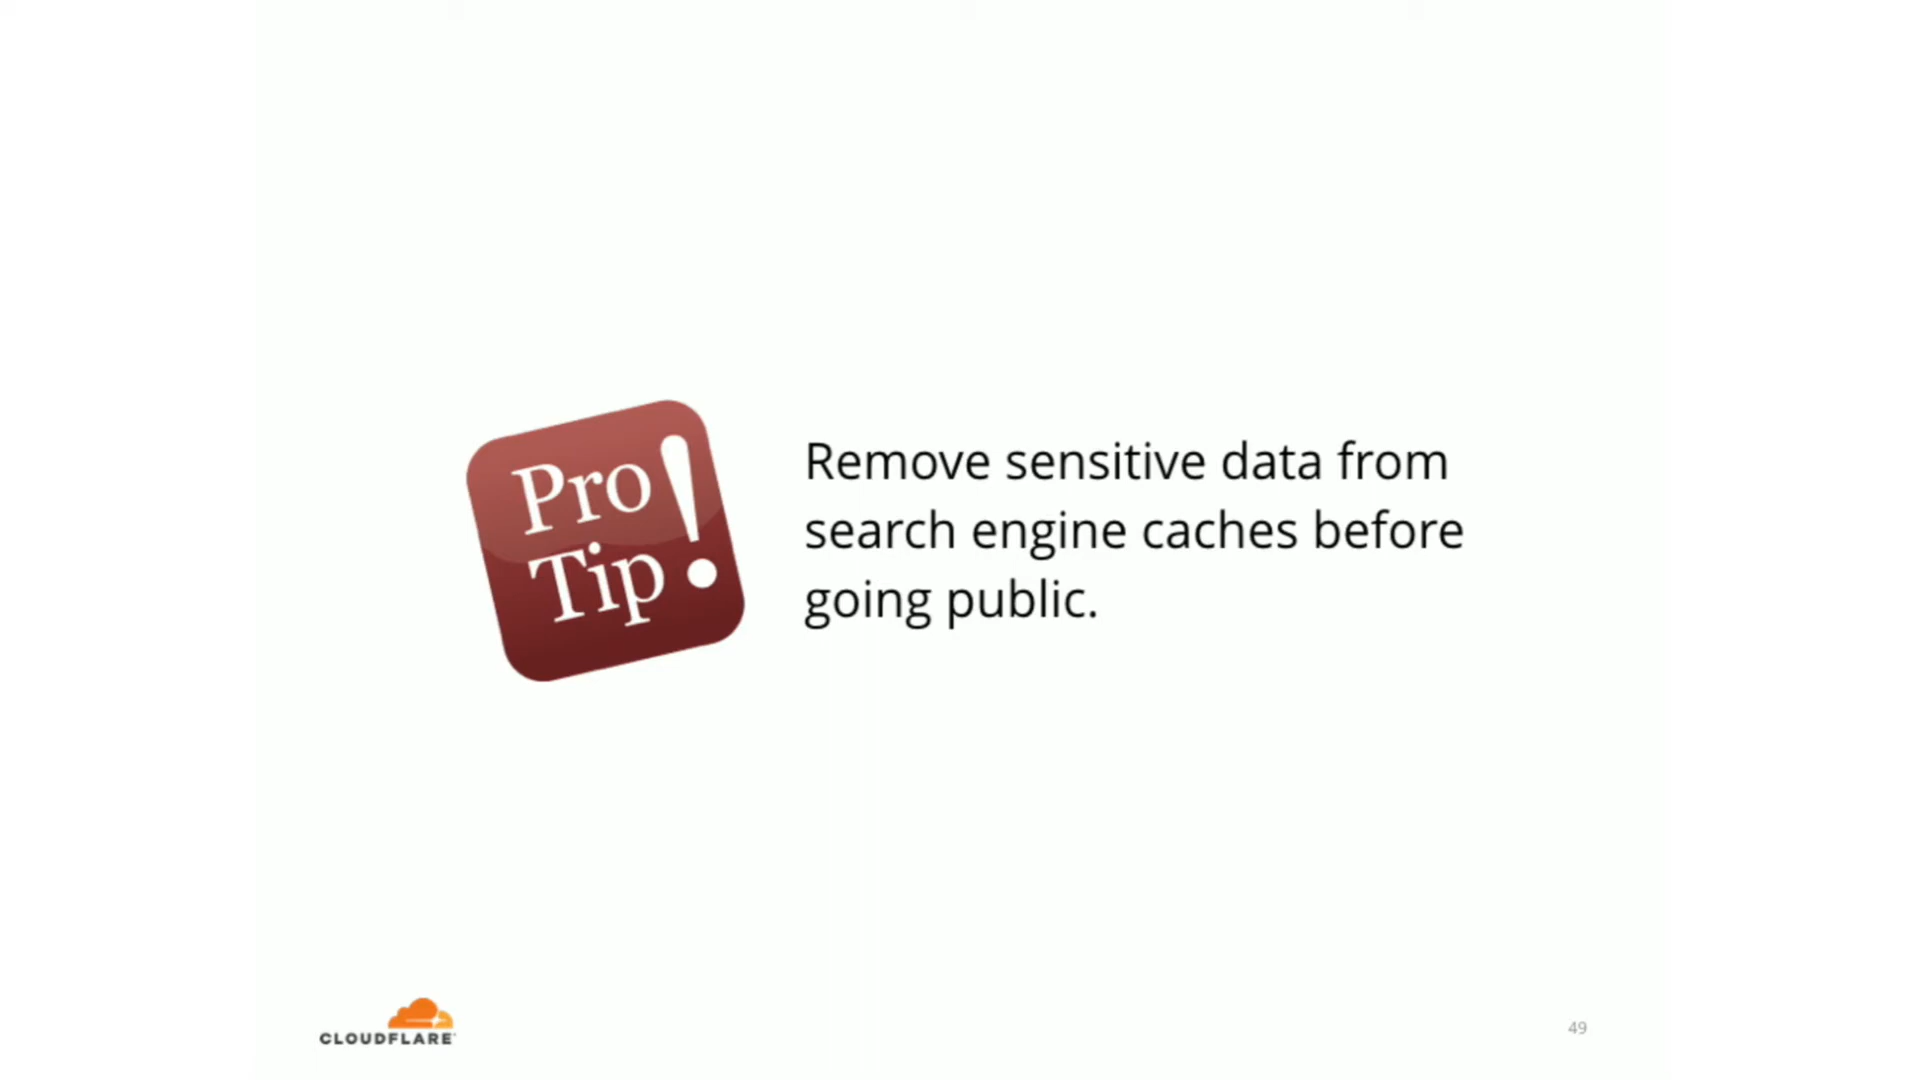 Pro
Tip!
Remove sensitive data from
search engine caches before
going public.
CLOUDFLARE
49